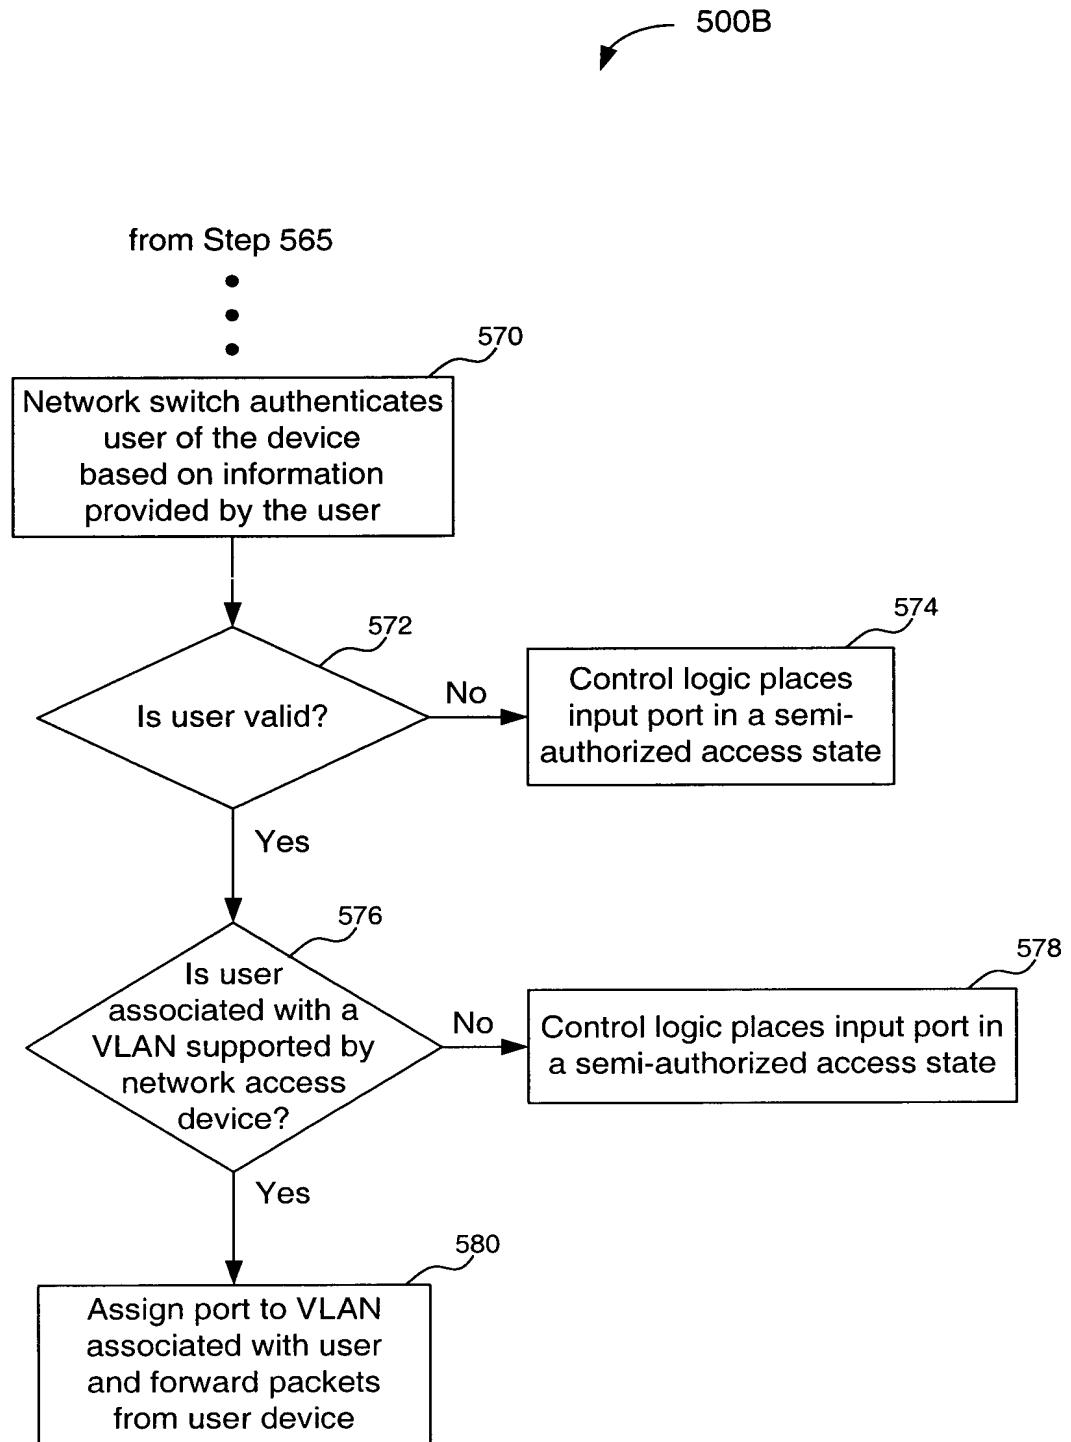 500B
from Step 565
570
Network switch authenticates
user of the device
based on information
provided by the user
572
Is user valid?
No
574
Control logic places
input port in a semi-
authorized access state
Yes
576
Is user
associated with a
VLAN supported by
network access
device?
No
578
Control logic places input port in
a semi-authorized access state
Yes
580
Assign port to VLAN
associated with user
and forward packets
from user device